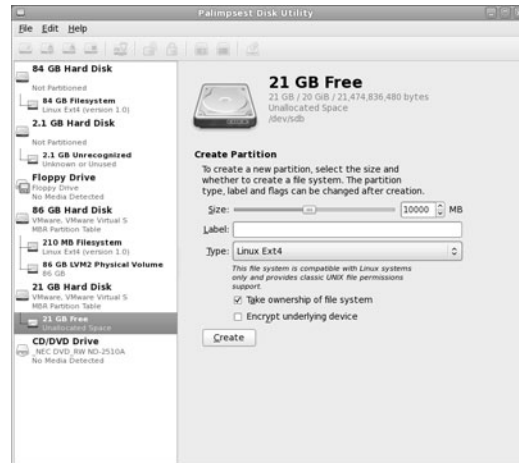 Palimpsest Disk Utility
File Edit Help
84 GB Hard Disk
Not Partitioned
84 GB Filesystem
Linux Ext4 (version 1.0)
2.1 GB Hard Disk
Not Partitioned
2.1 GB Unrecognized
Unknown or Unused
Floppy Drive
Floppy Drive
No Media Detected
86 GB Hard Disk
VMware, VMware Virtual S
MBR Partition Table
210 MB Filesystem
Linux Ext4 (version 1.0)
86 GB LVM2 Physical Volume
86 GB
21 GB Hard Disk
VMware, VMware Virtual S
MBR Partition Table
21 GB Free
Unallocated Space
CD/DVD Drive
_NEC DVD_RW ND-2510A
No Media Detected
21 GB Free
21 GB / 20 GiB / 21,474,836,480 bytes
Unallocated Space
/dev/sdb
Create Partition
To create a new partition, select the size and
whether to create a file system. The partition
type, label and flags can be changed after creation.
Size: 10000 MB
Label:
Type: Linux Ext4
This file system is compatible with Linux systems
only and provides classic UNIX file permissions
support.
Take ownership of file system
Encrypt underlying device
Create